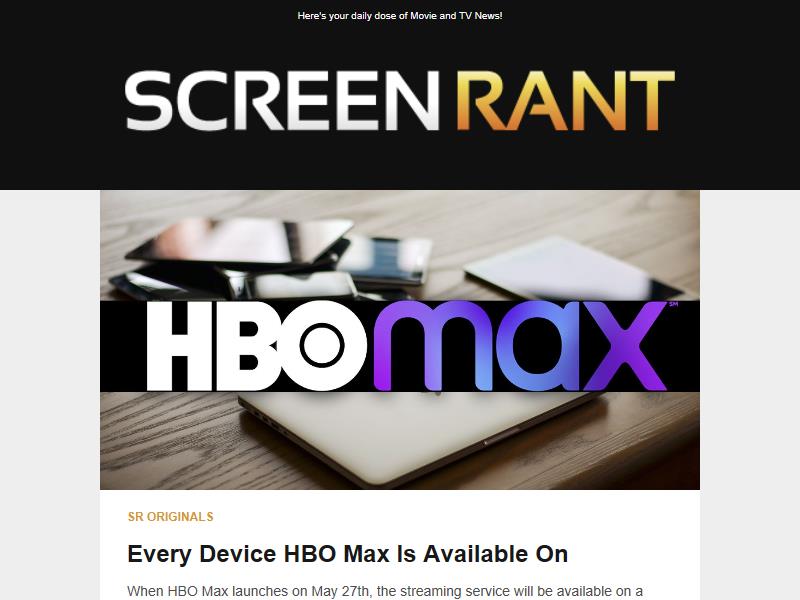 Here's your daily dose of Movie and TV News!
SCREEN RANT
HBO max SM
SR ORIGINALS
Every Device HBO Max Is Available On
When HBO Max launches on May 27th, the streaming service will be available on a